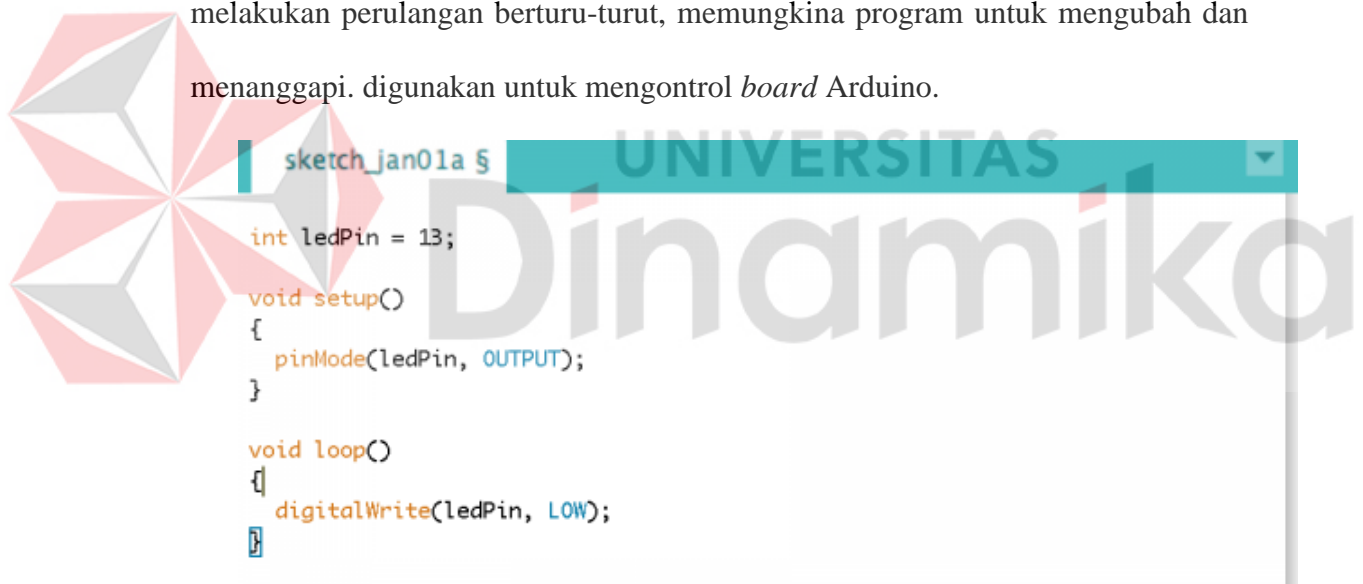 melakukan perulangan berturu-turut, memungkina program untuk mengubah dan
menanggapi. digunakan untuk mengontrol board Arduino.
UNIVERSITAS
Dinamika
sketch_jan01a §
int ledPin = 13;
void setup()
{
pinMode(ledPin, OUTPUT);
}
void loop()
{
digitalWrite(ledPin, LOW);
}